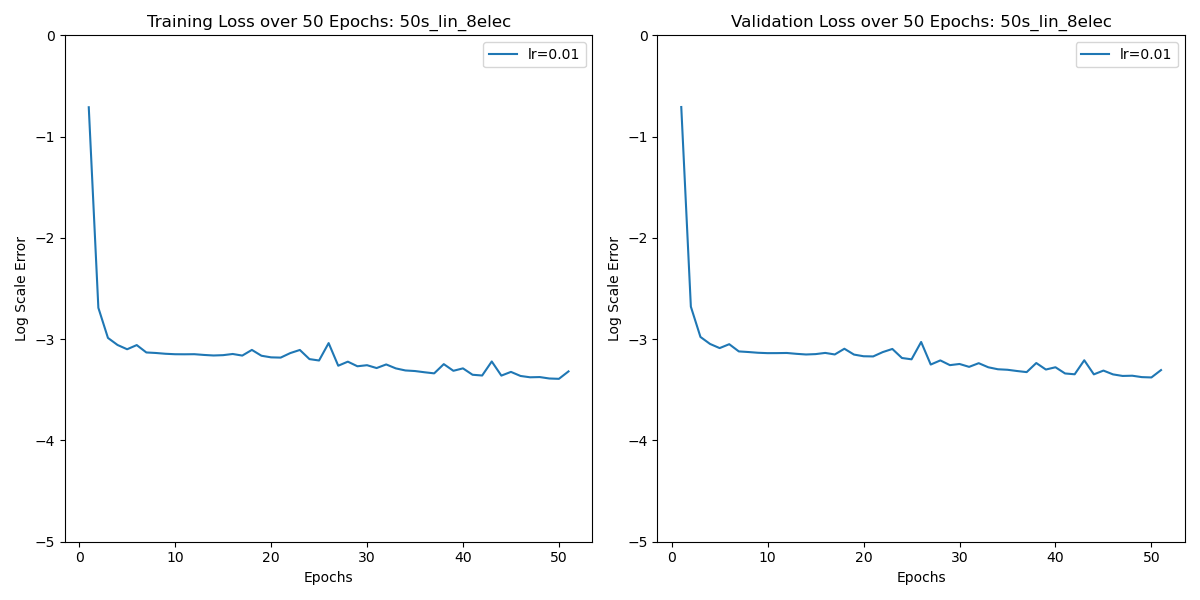 Training Loss over 50 Epochs: 50s_lin_8elec
lr=0.01
0
−1
−2
−3
−4
−5
Log Scale Error
0 10 20 30 40 50
Epochs
Validation Loss over 50 Epochs: 50s_lin_8elec
lr=0.01
0
−1
−2
−3
−4
−5
Log Scale Error
0 10 20 30 40 50
Epochs